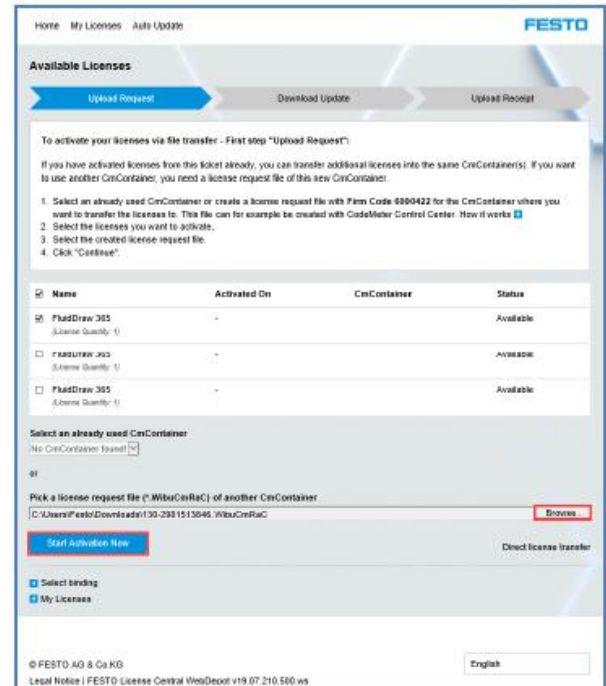 Home My Licenses Auto Update
FESTO
Available Licenses
Upload Request
Download Update
Upload Receipt
To activate your licenses via file transfer - First step "Upload Request":
If you have activated licenses from this ticket already, you can transfer additional licenses into the same CmContainer(s). If you want
to use another CmContainer, you need a license request file of this new CmContainer.
1. Select an already used CmContainer or create a license request file with Firm Code 6000422 for the CmContainer where you
want to transfer the licenses to. This file can for example be created with CodeMeter Control Center. How it works
2. Select the licenses you want to activate.
3. Select the created license request file.
4. Click "Continue".
Name Activated On CmContainer Status
FluidDraw 365 - Available
(License Quantity: 1)
FluidDraw 365 - Available
(License Quantity: 1)
FluidDraw 365 - Available
(License Quantity: 1)
Select an already used CmContainer
No CmContainer found!
or
Pick a license request file (*.WibuCmRaC) of another CmContainer
C:\Users\Festo\Downloads\130-2981513846.WibuCmRaC Browse...
Start Activation Now
Direct license transfer
Select binding
My Licenses
© FESTO AG & Co.KG
English
Legal Notice | FESTO License Central WebDepot v19.07.210.500.ws